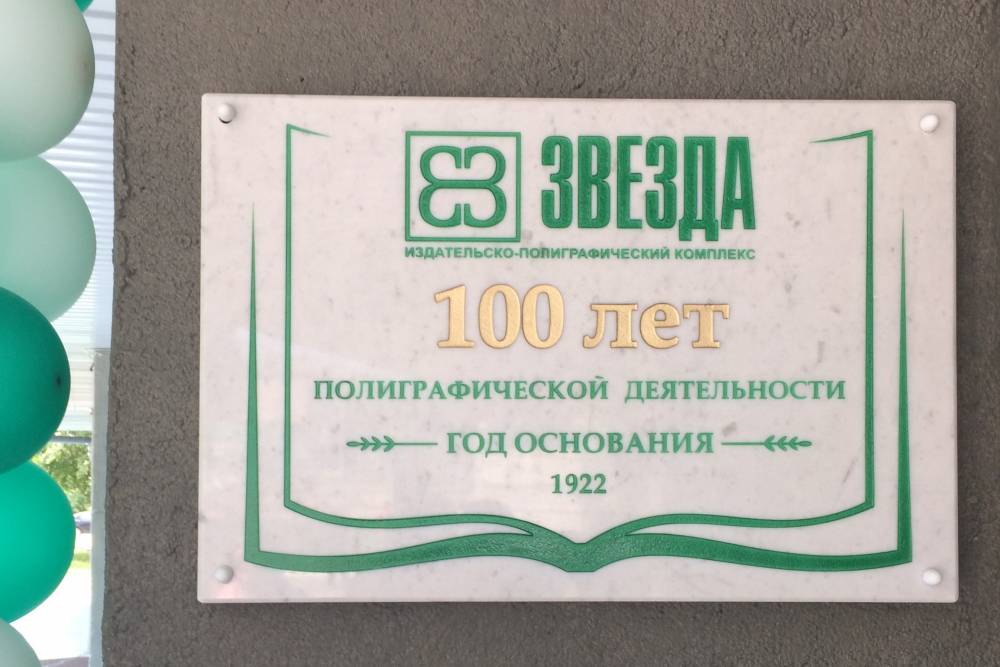 ЗВЕЗДА
ИЗДАТЕЛЬСКО-ПОЛИГРАФИЧЕСКИЙ КОМПЛЕКС
100 лет
ПОЛИГРАФИЧЕСКОЙ ДЕЯТЕЛЬНОСТИ
ГОД ОСНОВАНИЯ
1922